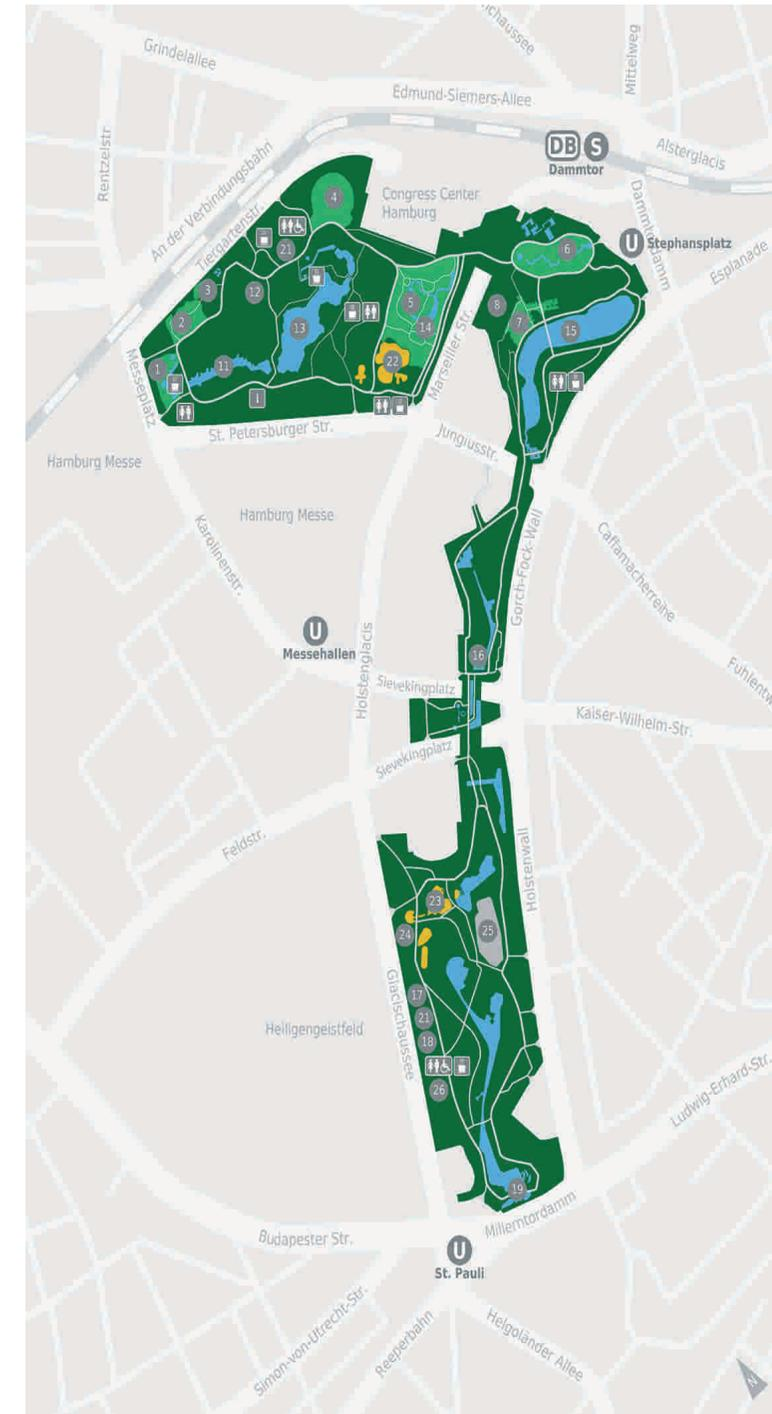 Grindelallee
Mittelweg
Edmund-Siemers-Allee
Rentzelstr.
DB S
Dammtor
Alsterglacis
An der Verbindungsbahn
Tiergartenstr.
4
Congress Center
Hamburg
U Stephansplatz
Esplanade
21
6
3
12
5
8
2
13
14
7
15
Marseiller Str.
1
11
22
Messeplatz
i
St. Petersburger Str.
Jungiusstr.
Hamburg Messe
Hamburg Messe
Karolinenstr.
Gorch-Fock-Wall
Caffamacherreihe
U
Messehallen
Holstenglacis
16
Sievekingplatz
Kaiser-Wilhelm-Str.
Sievekingplatz
Feldstr.
Holstenwall
23
24
25
Glacischaussee
17
21
Heiligengeistfeld
18
26
Ludwig-Erhard-Str.
19
Millerntordamm
Budapester Str.
U
St. Pauli
Simon-von-Utrecht-Str.
Reeperbahn
Helgoländer Allee
N